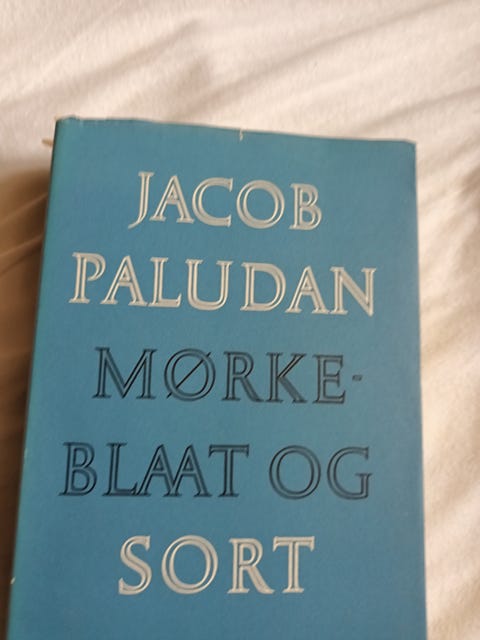 JACOB
PALUDAN
MØRKE-
BLAAT OG
SORT